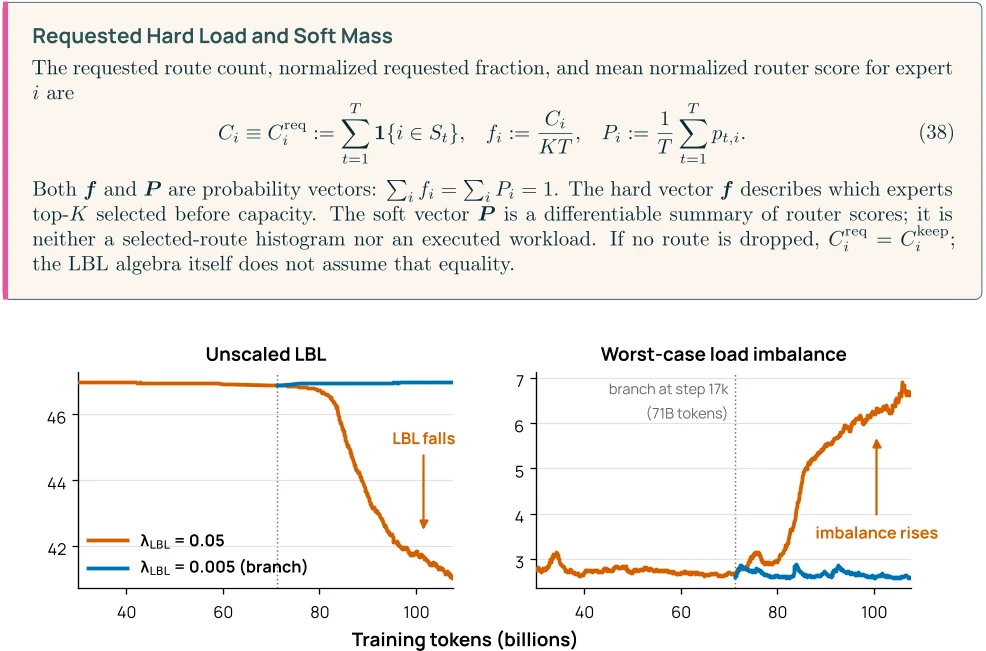 Requested Hard Load and Soft Mass
The requested route count, normalized requested fraction, and mean normalized router score for expert
i are
C_i ≡ C_i^req := ∑_{t=1}^{T} 1{i ∈ S_t}, f_i := C_i / KT, P_i := 1/T ∑_{t=1}^{T} p_{t,i}. (38)
Both f and P are probability vectors: ∑_i f_i = ∑_i P_i = 1. The hard vector f describes which experts
top-K selected before capacity. The soft vector P is a differentiable summary of router scores; it is
neither a selected-route histogram nor an executed workload. If no route is dropped, C_i^req = C_i^keep;
the LBL algebra itself does not assume that equality.
Unscaled LBL
46
44
42
LBL falls
λ_LBL = 0.05
λ_LBL = 0.005 (branch)
40 60 80 100
Worst-case load imbalance
7
6
5
4
3
branch at step 17k
(71B tokens)
imbalance rises
40 60 80 100
Training tokens (billions)